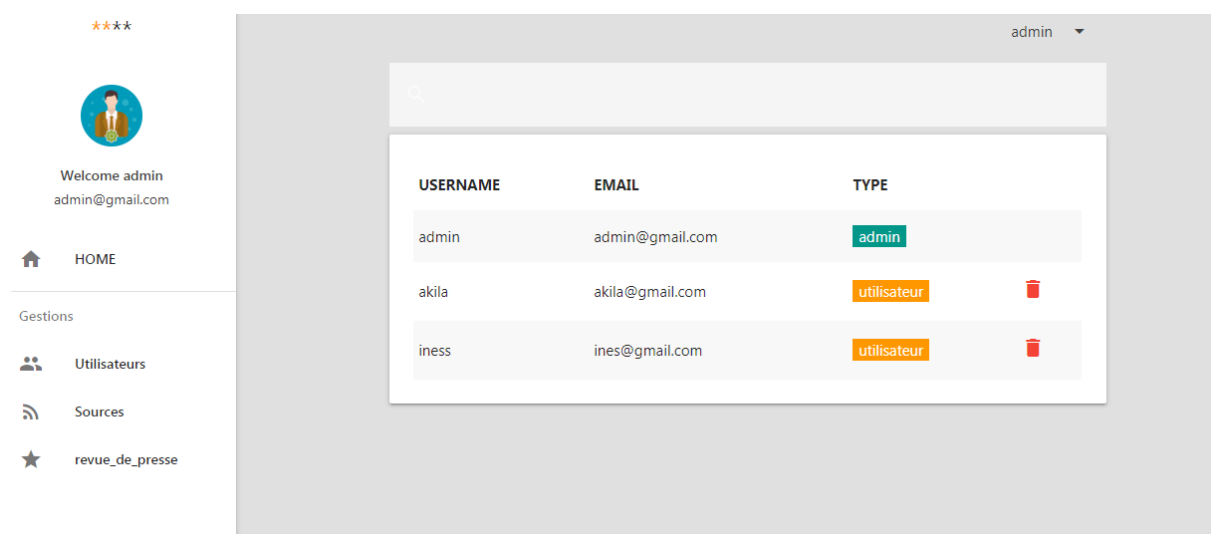 ****
admin
Welcome admin
admin@gmail.com
HOME
Gestions
Utilisateurs
Sources
revue_de_presse
USERNAME EMAIL TYPE
admin admin@gmail.com admin
akila akila@gmail.com utilisateur
iness ines@gmail.com utilisateur